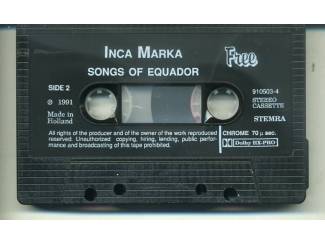 INCA MARKA
Free
SONGS OF EQUADOR
SIDE 2
℗ 1991
Made in
Holland
910503-4
STEREO
CASSETTE
STEMRA
All rights of the producer and of the owner of the work reproduced
reserved. Unauthorized copying, hiring, lending, public perfor-
mance and broadcasting of this tape prohibited.
CHROME 70 µ sec.
Dolby HX-PRO